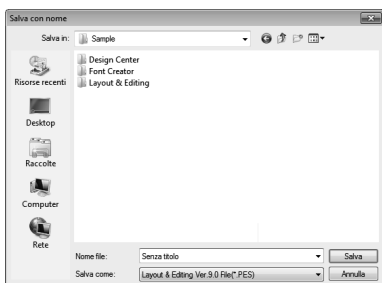 Salva con nome
Salva in: Sample
Design Center
Font Creator
Layout & Editing
Risorse recenti
Desktop
Raccolte
Computer
Rete
Nome file: Senza titolo Salva
Salva come: Layout & Editing Ver.9.0 File(*.PES) Annulla